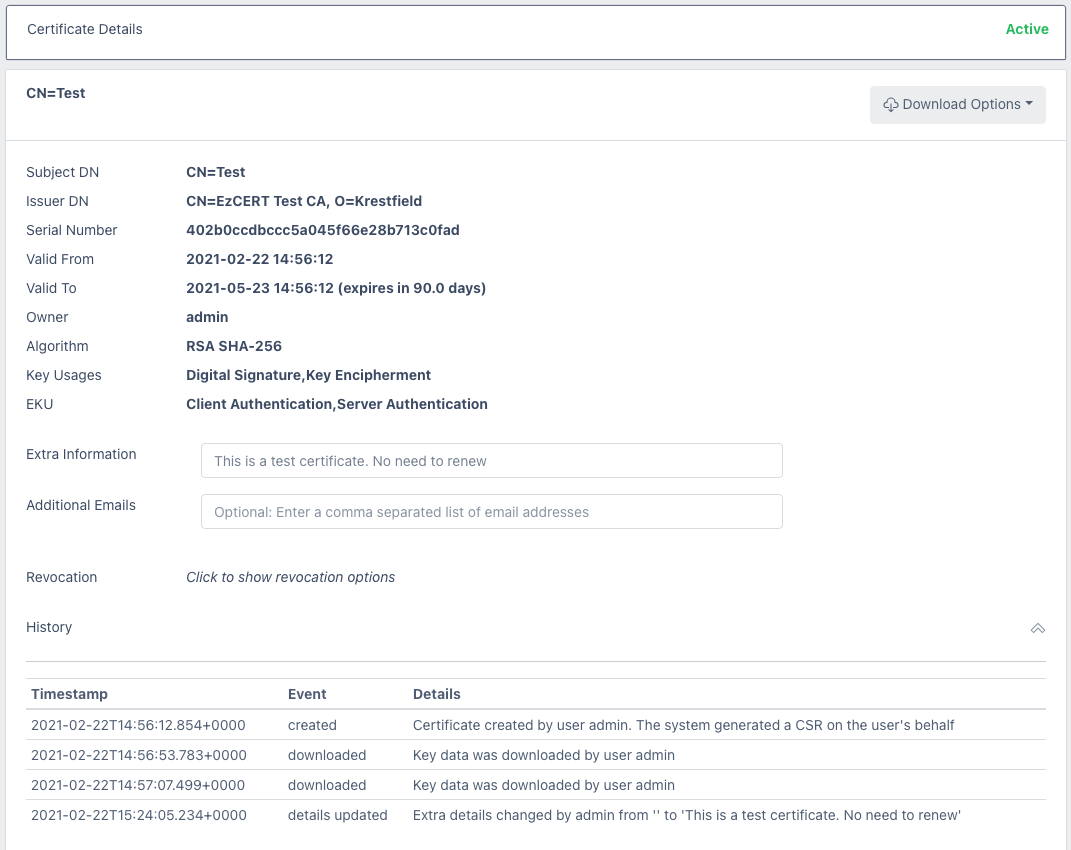 Certificate Details Active
CN=Test
Download Options
Subject DN CN=Test
Issuer DN CN=EzCERT Test CA, O=Krestfield
Serial Number 402b0ccdbccc5a045f66e28b713c0fad
Valid From 2021-02-22 14:56:12
Valid To 2021-05-23 14:56:12 (expires in 90.0 days)
Owner admin
Algorithm RSA SHA-256
Key Usages Digital Signature,Key Encipherment
EKU Client Authentication,Server Authentication
Extra Information This is a test certificate. No need to renew
Additional Emails Optional: Enter a comma separated list of email addresses
Revocation Click to show revocation options
History
Timestamp Event Details
2021-02-22T14:56:12.854+0000 created Certificate created by user admin. The system generated a CSR on the user's behalf
2021-02-22T14:56:53.783+0000 downloaded Key data was downloaded by user admin
2021-02-22T14:57:07.499+0000 downloaded Key data was downloaded by user admin
2021-02-22T15:24:05.234+0000 details updated Extra details changed by admin from '' to 'This is a test certificate. No need to renew'